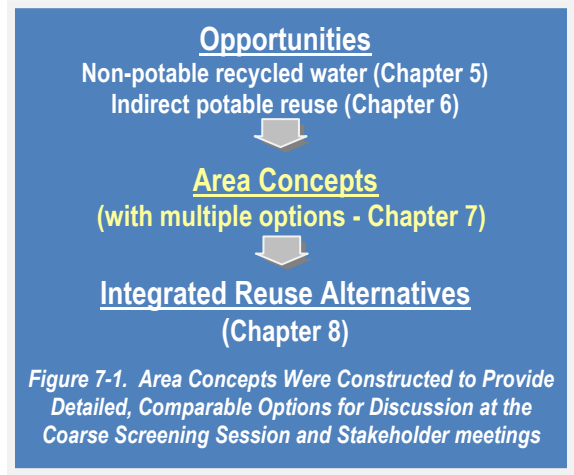 Opportunities
Non-potable recycled water (Chapter 5)
Indirect potable reuse (Chapter 6)
Area Concepts
(with multiple options - Chapter 7)
Integrated Reuse Alternatives
(Chapter 8)
Figure 7-1. Area Concepts Were Constructed to Provide
Detailed, Comparable Options for Discussion at the
Coarse Screening Session and Stakeholder meetings